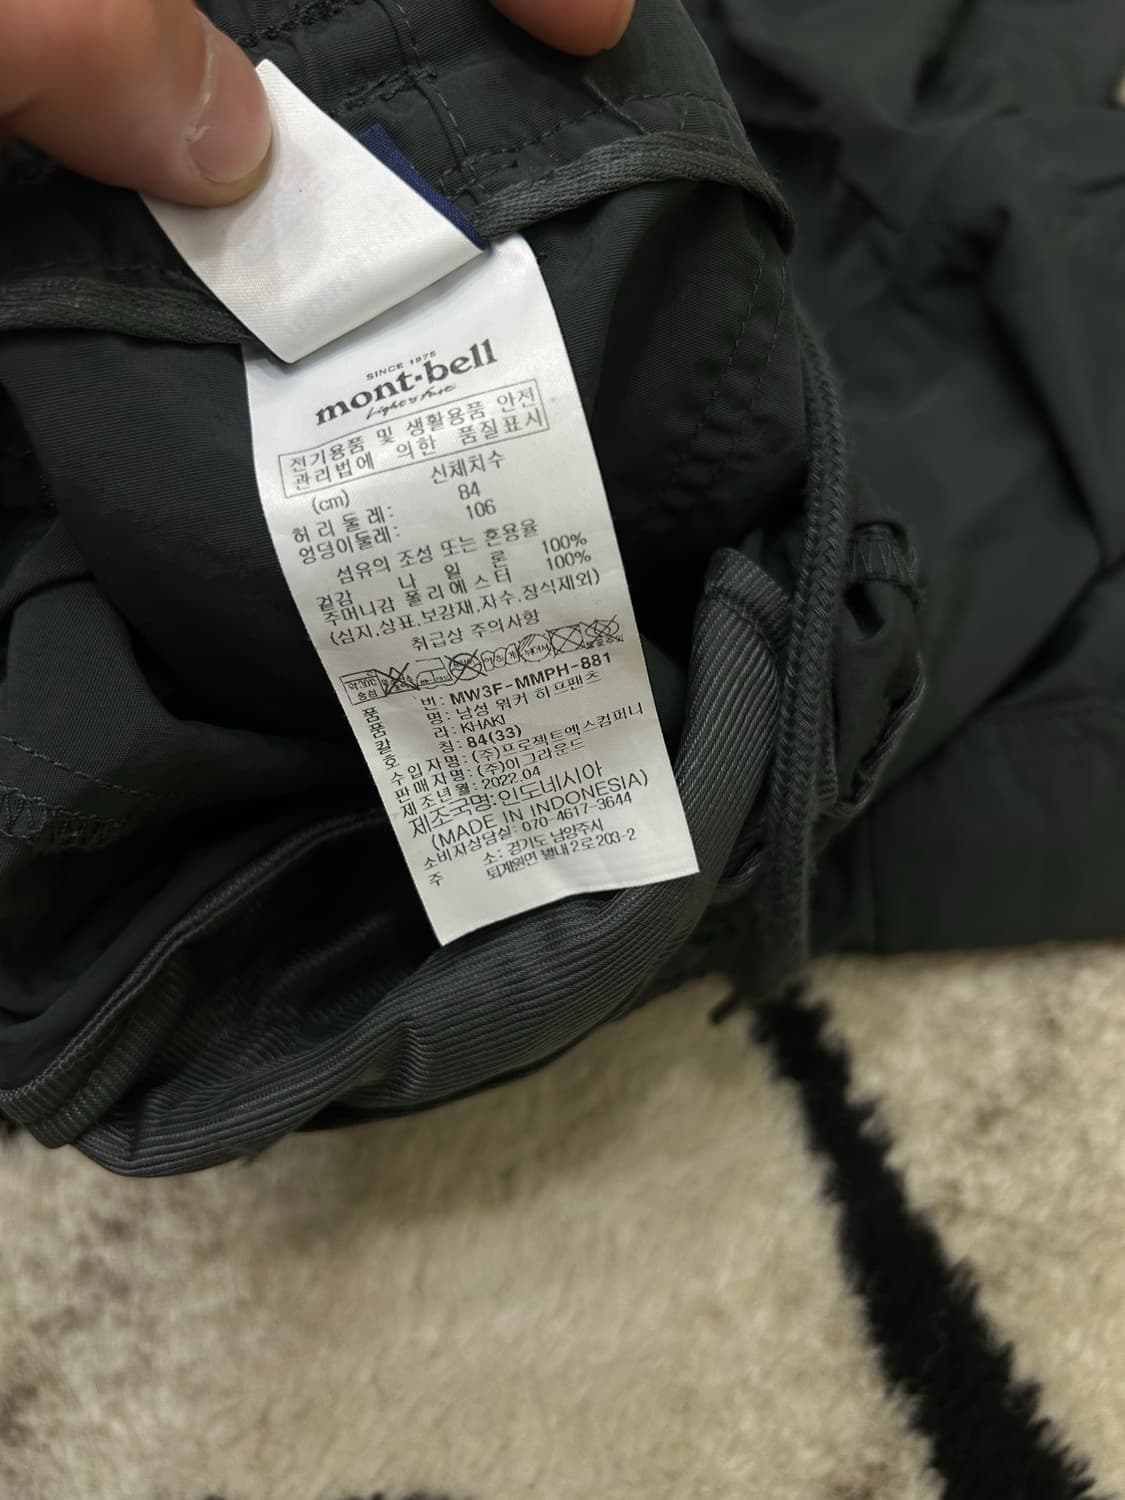 SINCE 1975
mont-bell
Light & Fast
전기용품 및 생활용품 안전
관리법에 의한 품질표시
(cm) 신체치수
허리둘레: 84
엉덩이둘레: 106
섬유의 조성 또는 혼용율
겉감 나일론 100%
주머니감 폴리에스터 100%
(심지,상표,보강재,자수,장식제외)
취급상 주의사항
품번: MW3F-MMPH-881
품명: 남성 워커 히프팬츠
칼라: KHAKI
호칭: 84(33)
수입자명: (주)프로젝트엑스컴퍼니
판매자명: (주)이그라운드
제조년월: 2022.04
제조국명: 인도네시아
(MADE IN INDONESIA)
소비자상담실: 070-4617-3644
주소: 경기도 남양주시
퇴계원면 별내2로 203-2